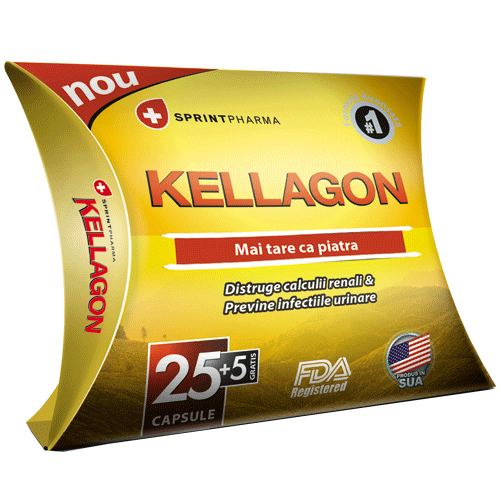 nou
SPRINTPHARMA
#1
KELLAGON
Mai tare ca piatra
Distruge calculii renali &
Previne infectiile urinare
SPRINTPHARMA
KELLAGON
25+5 GRATIS
CAPSULE
FDA
Registered
PRODUS IN
SUA